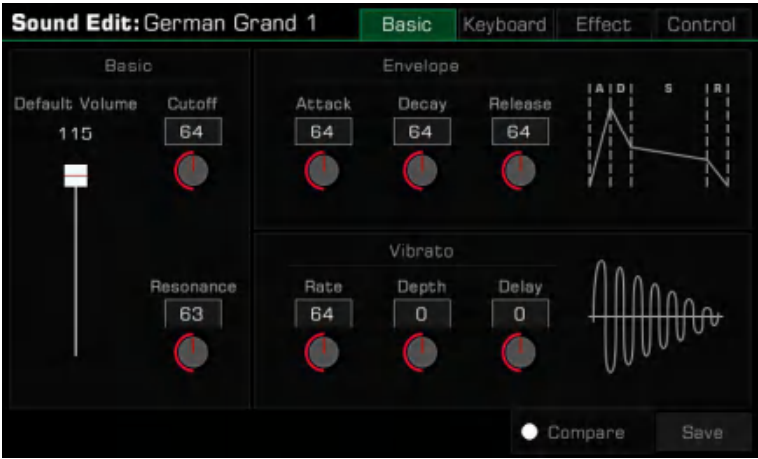 Sound Edit: German Grand 1
Basic Keyboard Effect Control
Basic
Default Volume
115
Cutoff
64
Resonance
63
Envelope
Attack Decay Release
64 64 64
A D S R
Vibrato
Rate Depth Delay
64 0 0
Compare Save